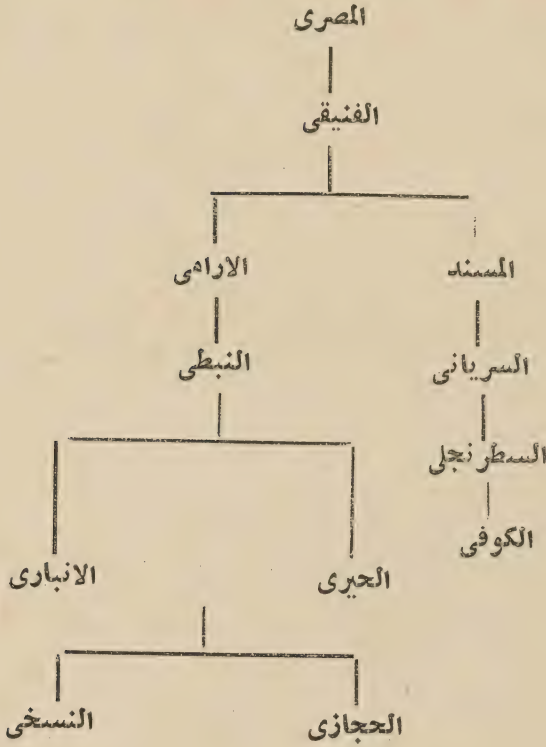 المصرى
الفنيقى
المسند الارامى
السريانى النبطى
السطرنجلى
الكوفى
الحيرى الانبارى
الحجازى النسخى